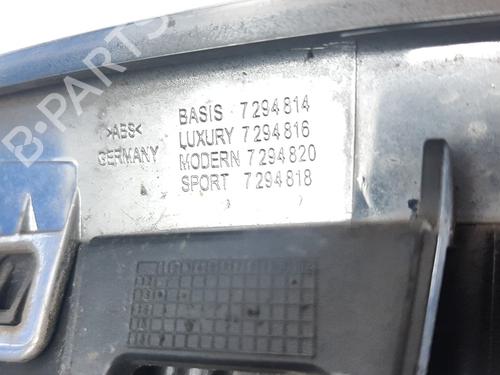 >ABS<
GERMANY
BASIS 7294814
LUXURY 7294816
MODERN 7294820
SPORT 7294818
B-PARTS